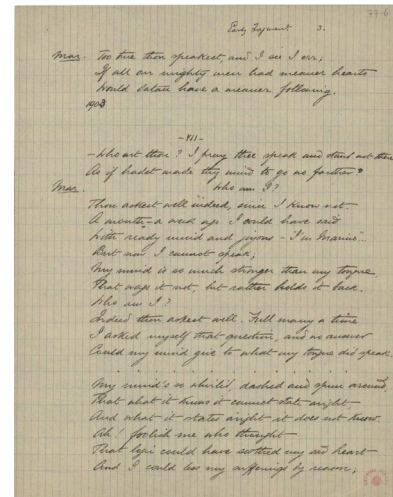 77-6
Early Fragment 3.
Mar. Too true thou speakest, and I see I err;
If all our mighty men had meaner hearts
Would Satan have a meaner following.
1903
-VII-
-Who art thou? I pray thee speak and stand not there
As if hadst made thy mind to go no further?
Mar. Who am I?
Thou askest well indeed, since I know not
A month - a week ago I could have said
With ready mind and joyous - "I'm Marino".
But now I cannot speak;
My mind is so much stronger than my tongue
That wags it not, but rather holds it back.
Who am I?
Indeed thou askest well. Full many a time
I asked myself that question, and no answer
Could my mind give to what my tongue did speak.
. . . . . . . . . . . .
My mind's so whirled, dashed and spun around,
That what it knows it cannot state aright
And what it states aright it does not know.
Ah! foolish me who thought
That logic could have soothed my sad heart
And I could less my sufferings by reason;